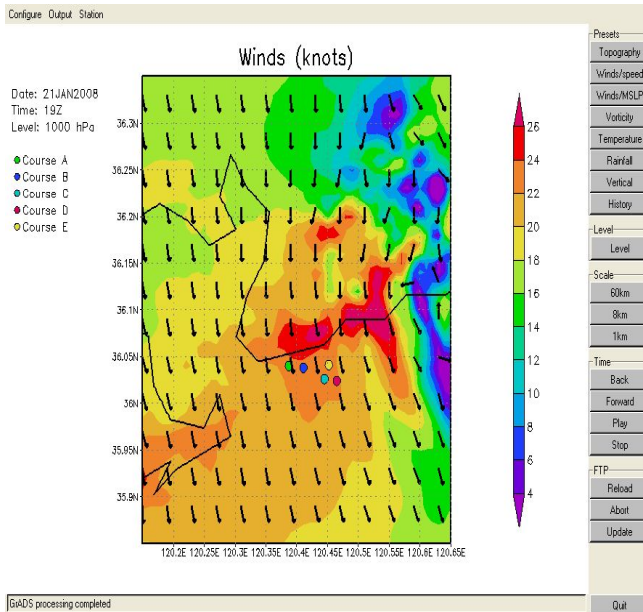 Configure Output Station
Winds (knots)
Date: 21JAN2008
Time: 19Z
Level: 1000 hPa
Course A
Course B
Course C
Course D
Course E
36.3N
36.25N
36.2N
36.15N
36.1N
36.05N
36N
35.95N
35.9N
120.2E 120.25E 120.3E 120.35E 120.4E 120.45E 120.5E 120.55E 120.6E 120.65E
26
24
22
20
18
16
14
12
10
8
6
4
Presets
Topography
Winds/speed
Winds/MSLP
Vorticity
Temperature
Rainfall
Vertical
History
Level
Level
Scale
60km
8km
1km
Time
Back
Forward
Play
Stop
FTP
Reload
Abort
Update
GrADS processing completed
Quit